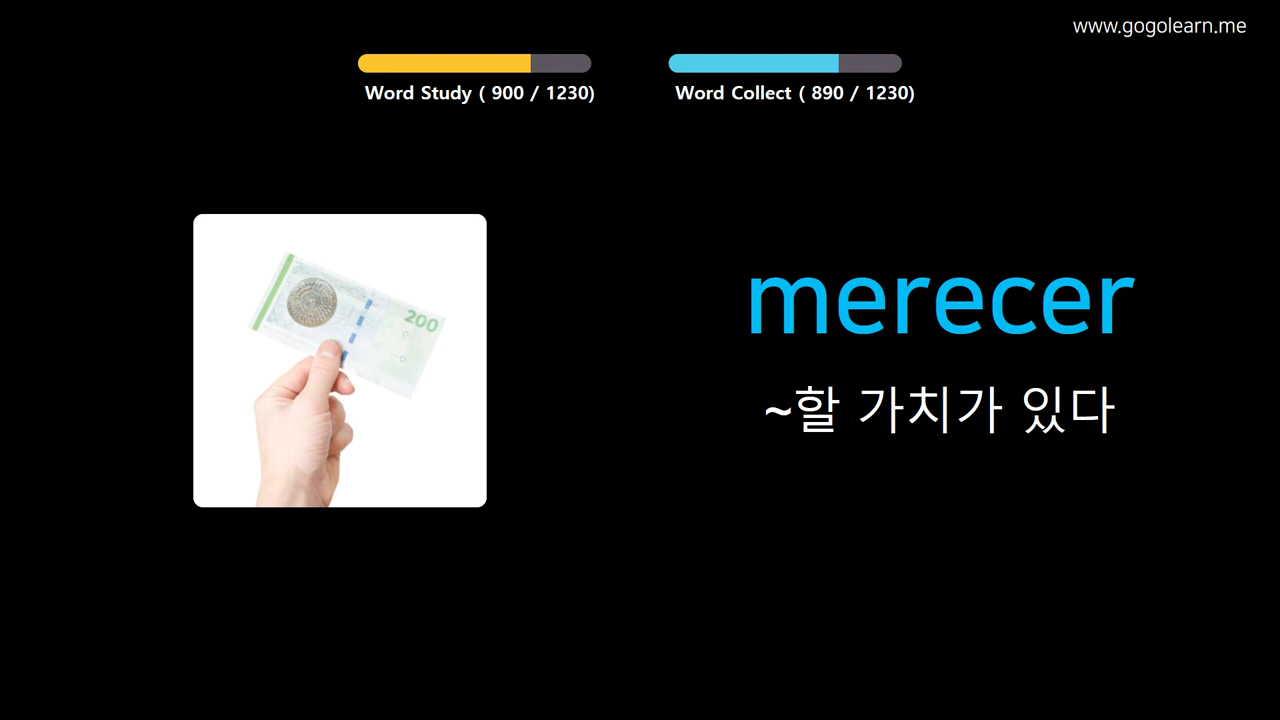 www.gogolearn.me
Word Study ( 900 / 1230)
Word Collect ( 890 / 1230)
200
merecer
~할 가치가 있다